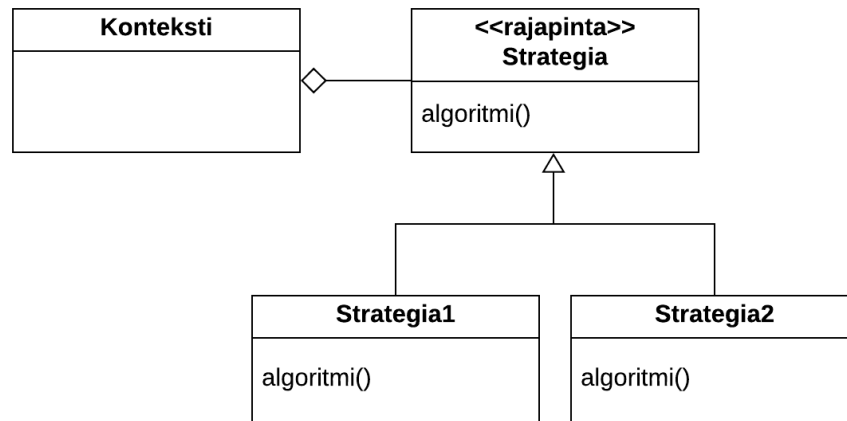 Konteksti
<<rajapinta>>
Strategia
algoritmi()
Strategia1
algoritmi()
Strategia2
algoritmi()